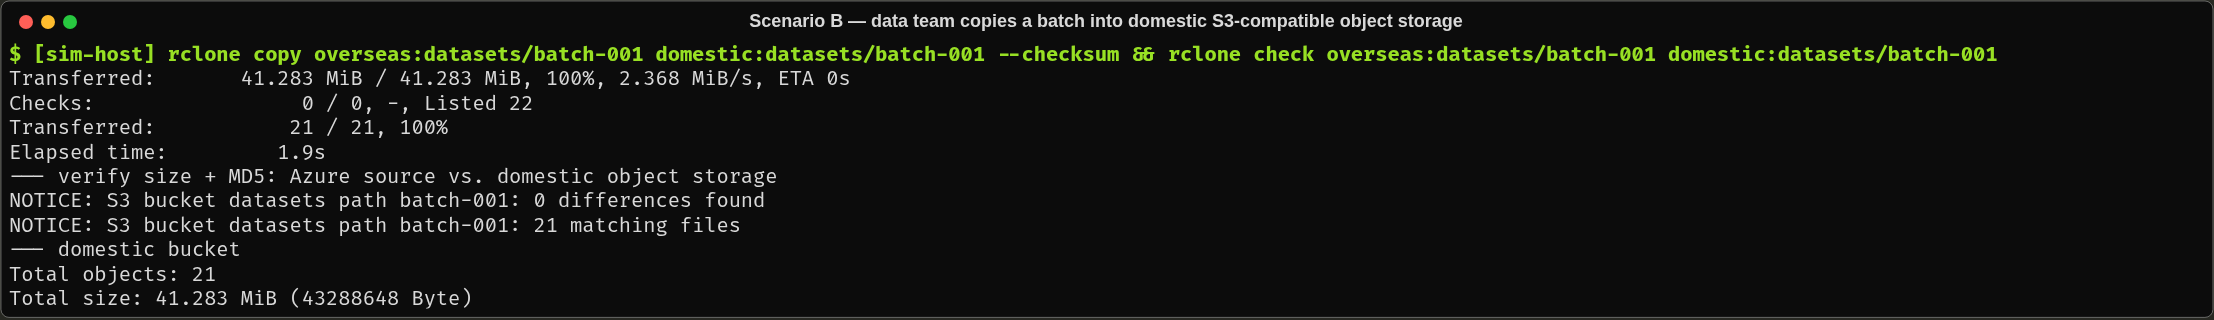 Scenario B — data team copies a batch into domestic S3-compatible object storage
$ [sim-host] rclone copy overseas:datasets/batch-001 domestic:datasets/batch-001 --checksum && rclone check overseas:datasets/batch-001 domestic:datasets/batch-001
Transferred:       41.283 MiB / 41.283 MiB, 100%, 2.368 MiB/s, ETA 0s
Checks:                 0 / 0, -, Listed 22
Transferred:           21 / 21, 100%
Elapsed time:         1.9s
─── verify size + MD5: Azure source vs. domestic object storage
NOTICE: S3 bucket datasets path batch-001: 0 differences found
NOTICE: S3 bucket datasets path batch-001: 21 matching files
─── domestic bucket
Total objects: 21
Total size: 41.283 MiB (43288648 Byte)